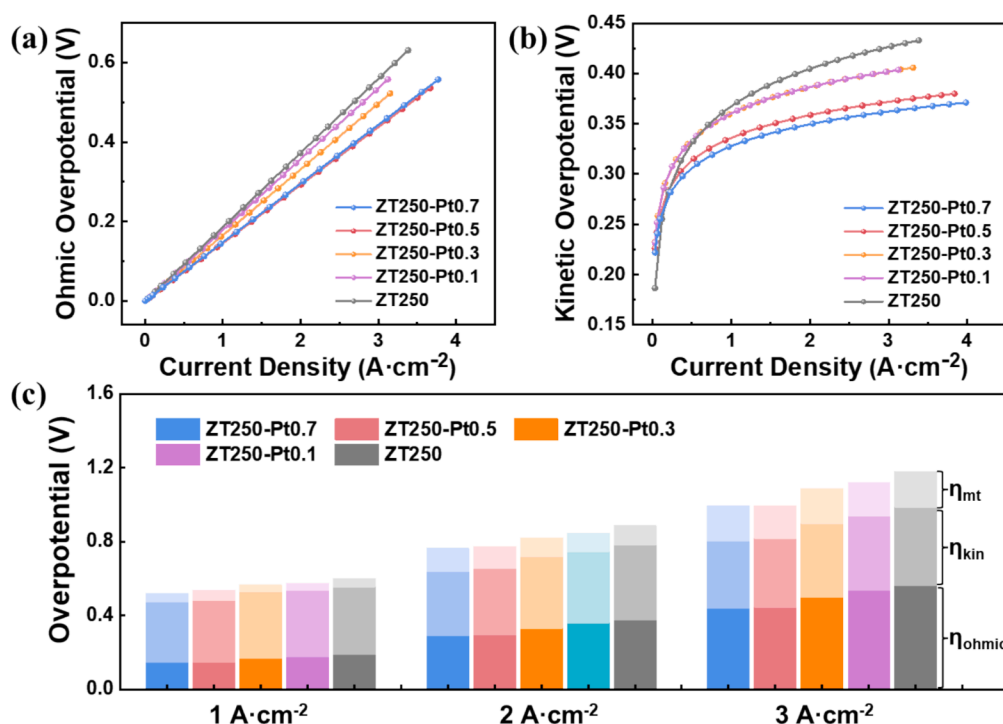 (a)
Ohmic Overpotential (V)
0.6
0.4
0.2
0.0
ZT250-Pt0.7
ZT250-Pt0.5
ZT250-Pt0.3
ZT250-Pt0.1
ZT250
0 1 2 3 4
Current Density (A·cm⁻²)
(b)
Kinetic Overpotential (V)
0.45
0.40
0.35
0.30
0.25
0.20
0.15
ZT250-Pt0.7
ZT250-Pt0.5
ZT250-Pt0.3
ZT250-Pt0.1
ZT250
0 1 2 3 4
Current Density (A·cm⁻²)
(c)
Overpotential (V)
1.6
1.2
0.8
0.4
0.0
ZT250-Pt0.7 ZT250-Pt0.5 ZT250-Pt0.3
ZT250-Pt0.1 ZT250
ηmt
ηkin
ηohmic
1 A·cm⁻² 2 A·cm⁻² 3 A·cm⁻²